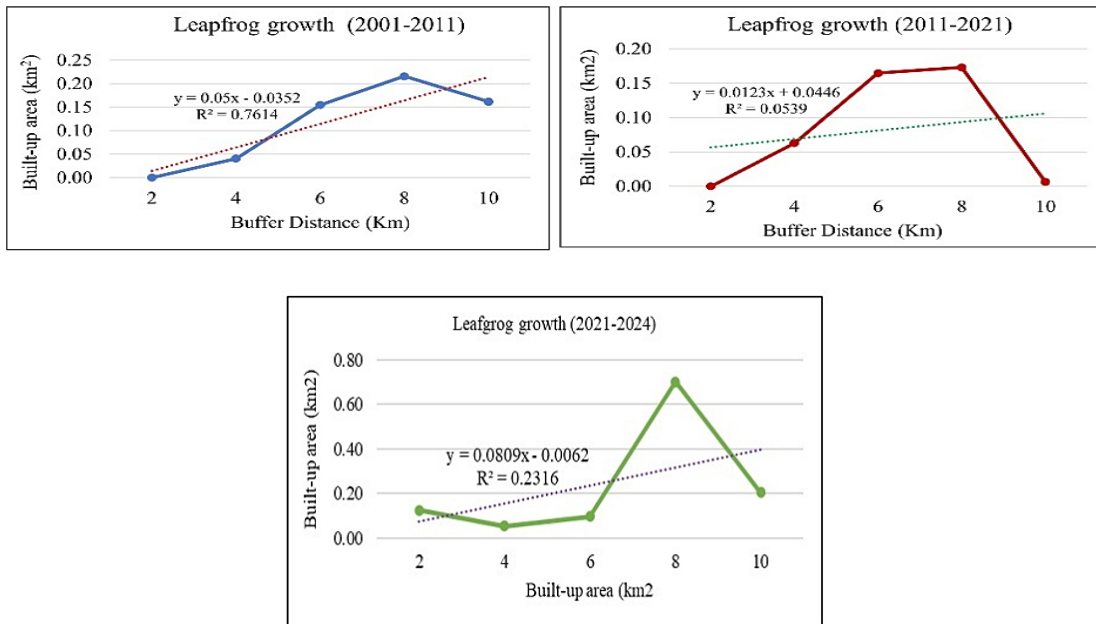 Leapfrog growth (2001-2011)
Built-up area (km²)
0.25
0.20
0.15
0.10
0.05
0.00
y = 0.05x - 0.0352
R² = 0.7614
2 4 6 8 10
Buffer Distance (Km)
Leapfrog growth (2011-2021)
Built-up area (km2)
0.20
0.15
0.10
0.05
0.00
y = 0.0123x + 0.0446
R² = 0.0539
2 4 6 8 10
Buffer Distance (Km)
Leafgrog growth (2021-2024)
Built-up area (km2)
0.80
0.60
0.40
0.20
0.00
y = 0.0809x - 0.0062
R² = 0.2316
2 4 6 8 10
Built-up area (km2